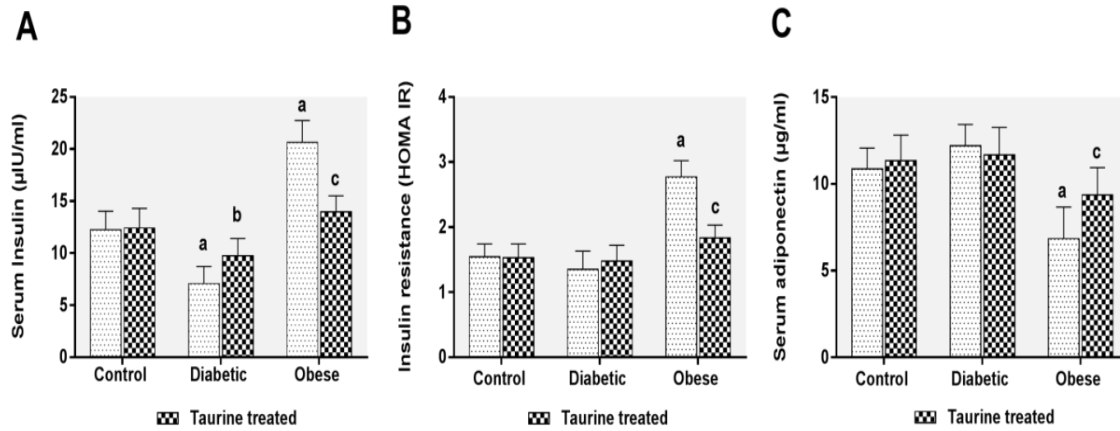 A
Serum Insulin (µIU/ml)
25
20
15
10
5
0
a
b
a
c
Control Diabetic Obese
Taurine treated
B
Insulin resistance (HOMA IR)
4
3
2
1
0
a
c
Control Diabetic Obese
Taurine treated
C
Serum adiponectin (µg/ml)
15
10
5
0
a
c
Control Diabetic Obese
Taurine treated